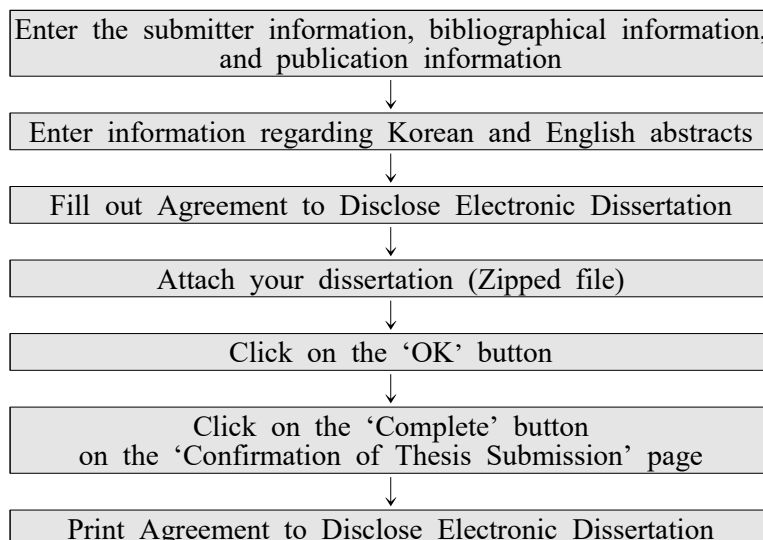 Enter the submitter information, bibliographical information,
and publication information
Enter information regarding Korean and English abstracts
Fill out Agreement to Disclose Electronic Dissertation
Attach your dissertation (Zipped file)
Click on the ‘OK’ button
Click on the ‘Complete’ button
on the ‘Confirmation of Thesis Submission’ page
Print Agreement to Disclose Electronic Dissertation